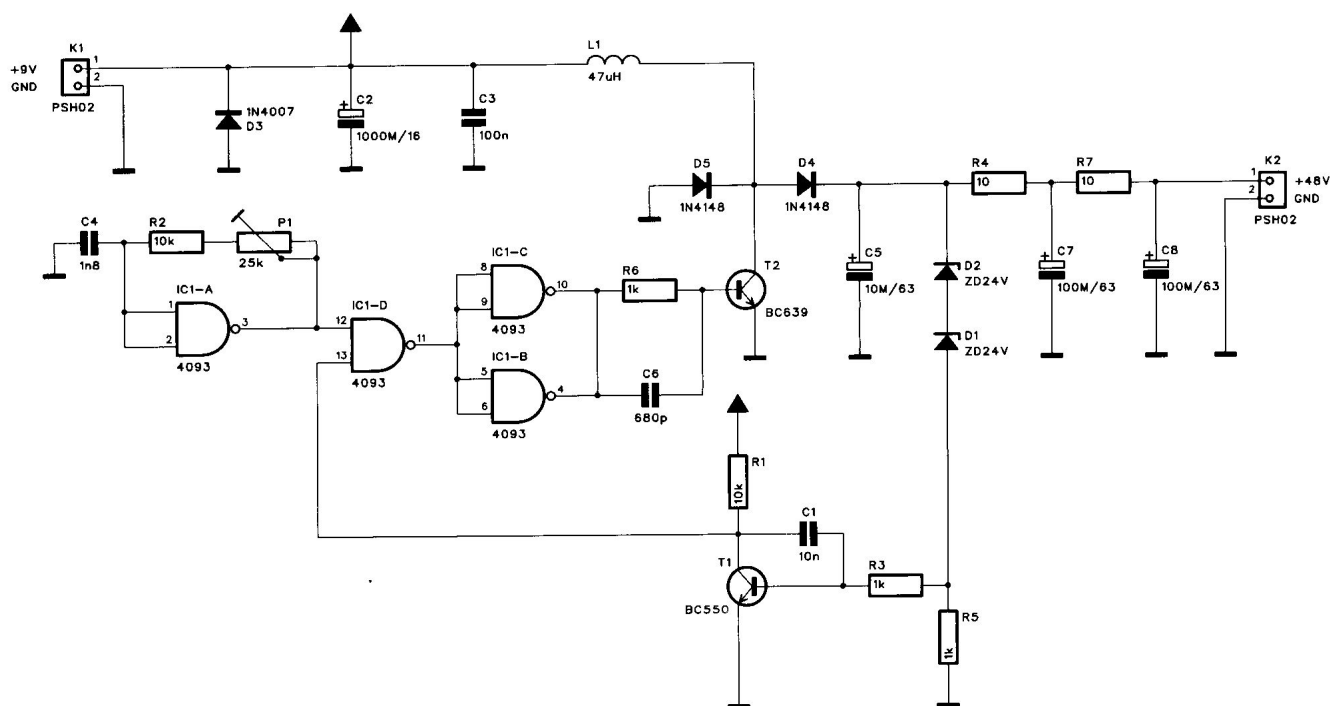 K1
+9V
GND
1
2
PSH02
1N4007
D3
+
C2
1000M/16
C3
100n
L1
47uH
D5
1N4148
D4
1N4148
R4
10
R7
10
K2
1
2
+48V
GND
PSH02
C4
1n8
R2
10k
P1
25k
IC1-A
1
2
3
4093
IC1-D
12
13
11
4093
IC1-C
8
9
10
4093
IC1-B
5
6
4
4093
R6
1k
C6
680p
T2
BC639
+
C5
10M/63
D2
ZD24V
D1
ZD24V
+
C7
100M/63
+
C8
100M/63
R1
10k
C1
10n
T1
BC550
R3
1k
R5
1k